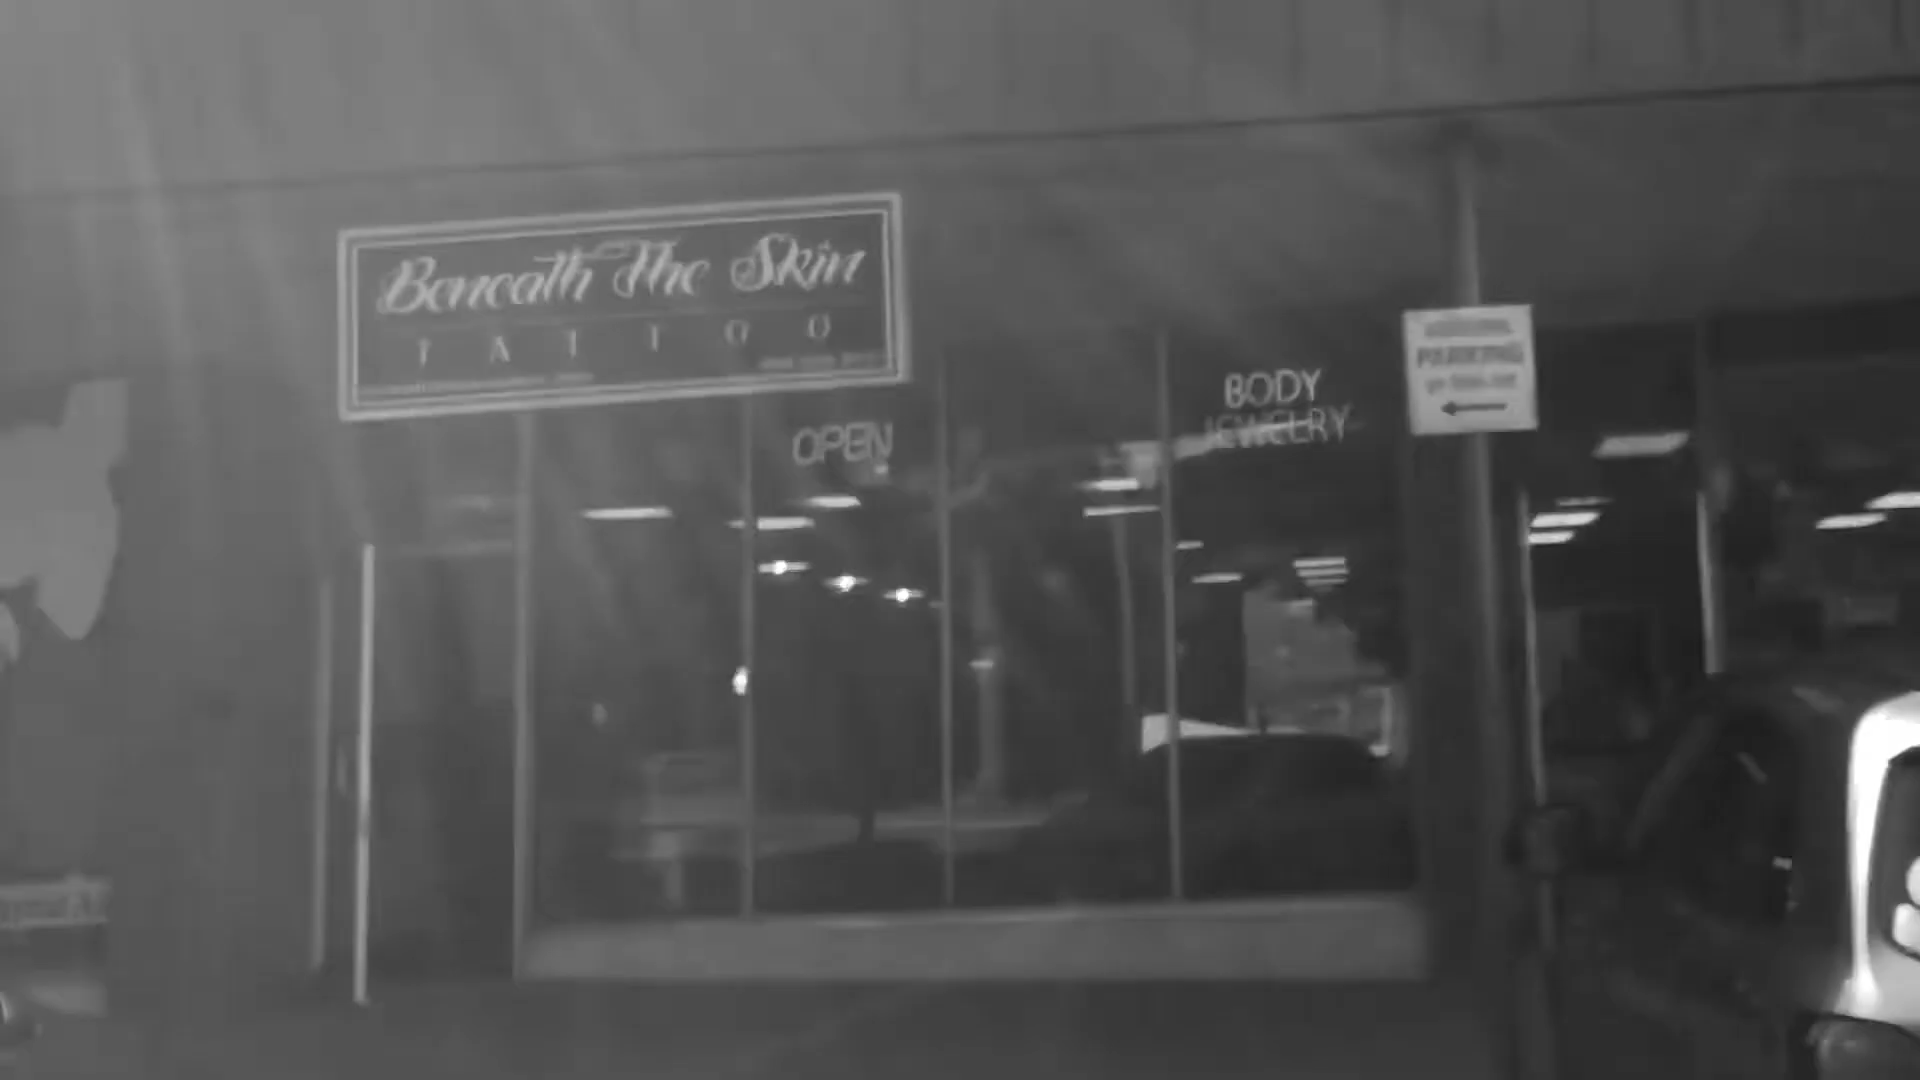 Beneath The Skin
TATTOO
OPEN
BODY
JEWELRY
PARKING